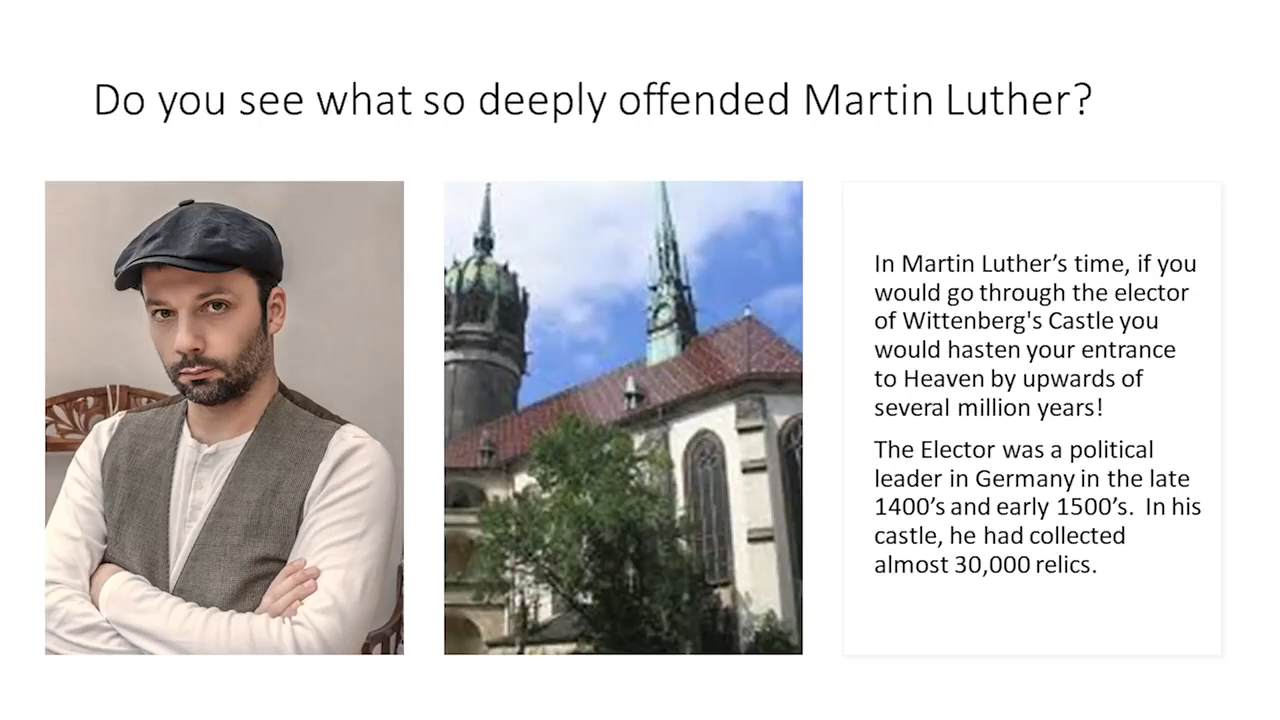 Do you see what so deeply offended Martin Luther?
In Martin Luther’s time, if you
would go through the elector
of Wittenberg's Castle you
would hasten your entrance
to Heaven by upwards of
several million years!
The Elector was a political
leader in Germany in the late
1400’s and early 1500’s.  In his
castle, he had collected
almost 30,000 relics.